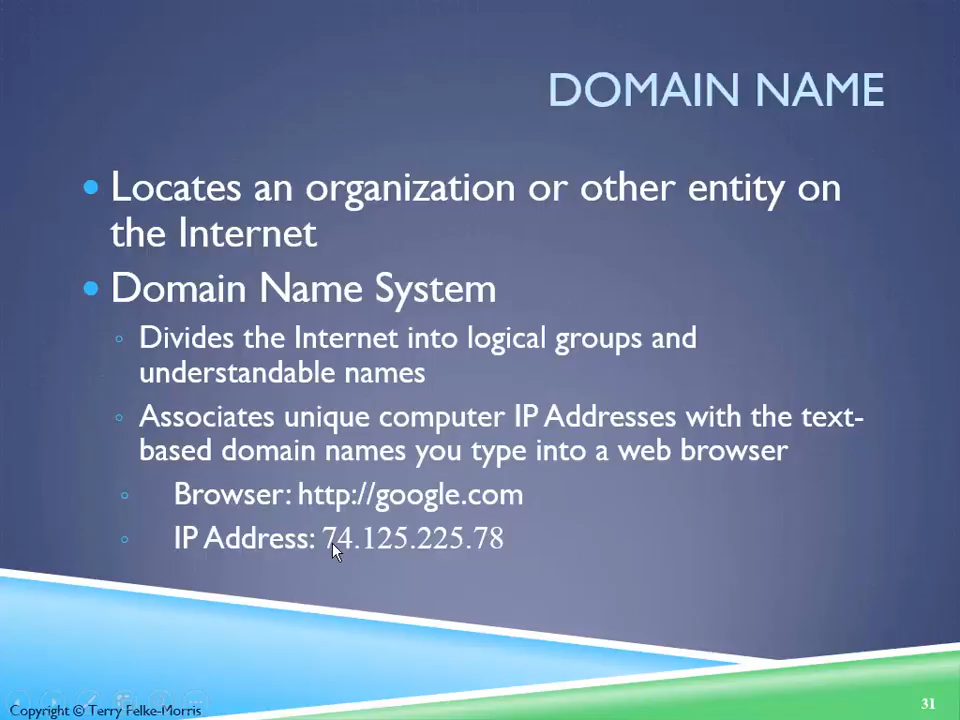 DOMAIN NAME
Locates an organization or other entity on
the Internet
Domain Name System
Divides the Internet into logical groups and
understandable names
Associates unique computer IP Addresses with the text-
based domain names you type into a web browser
Browser: http://google.com
IP Address: 74.125.225.78
Copyright © Terry Felke-Morris
31